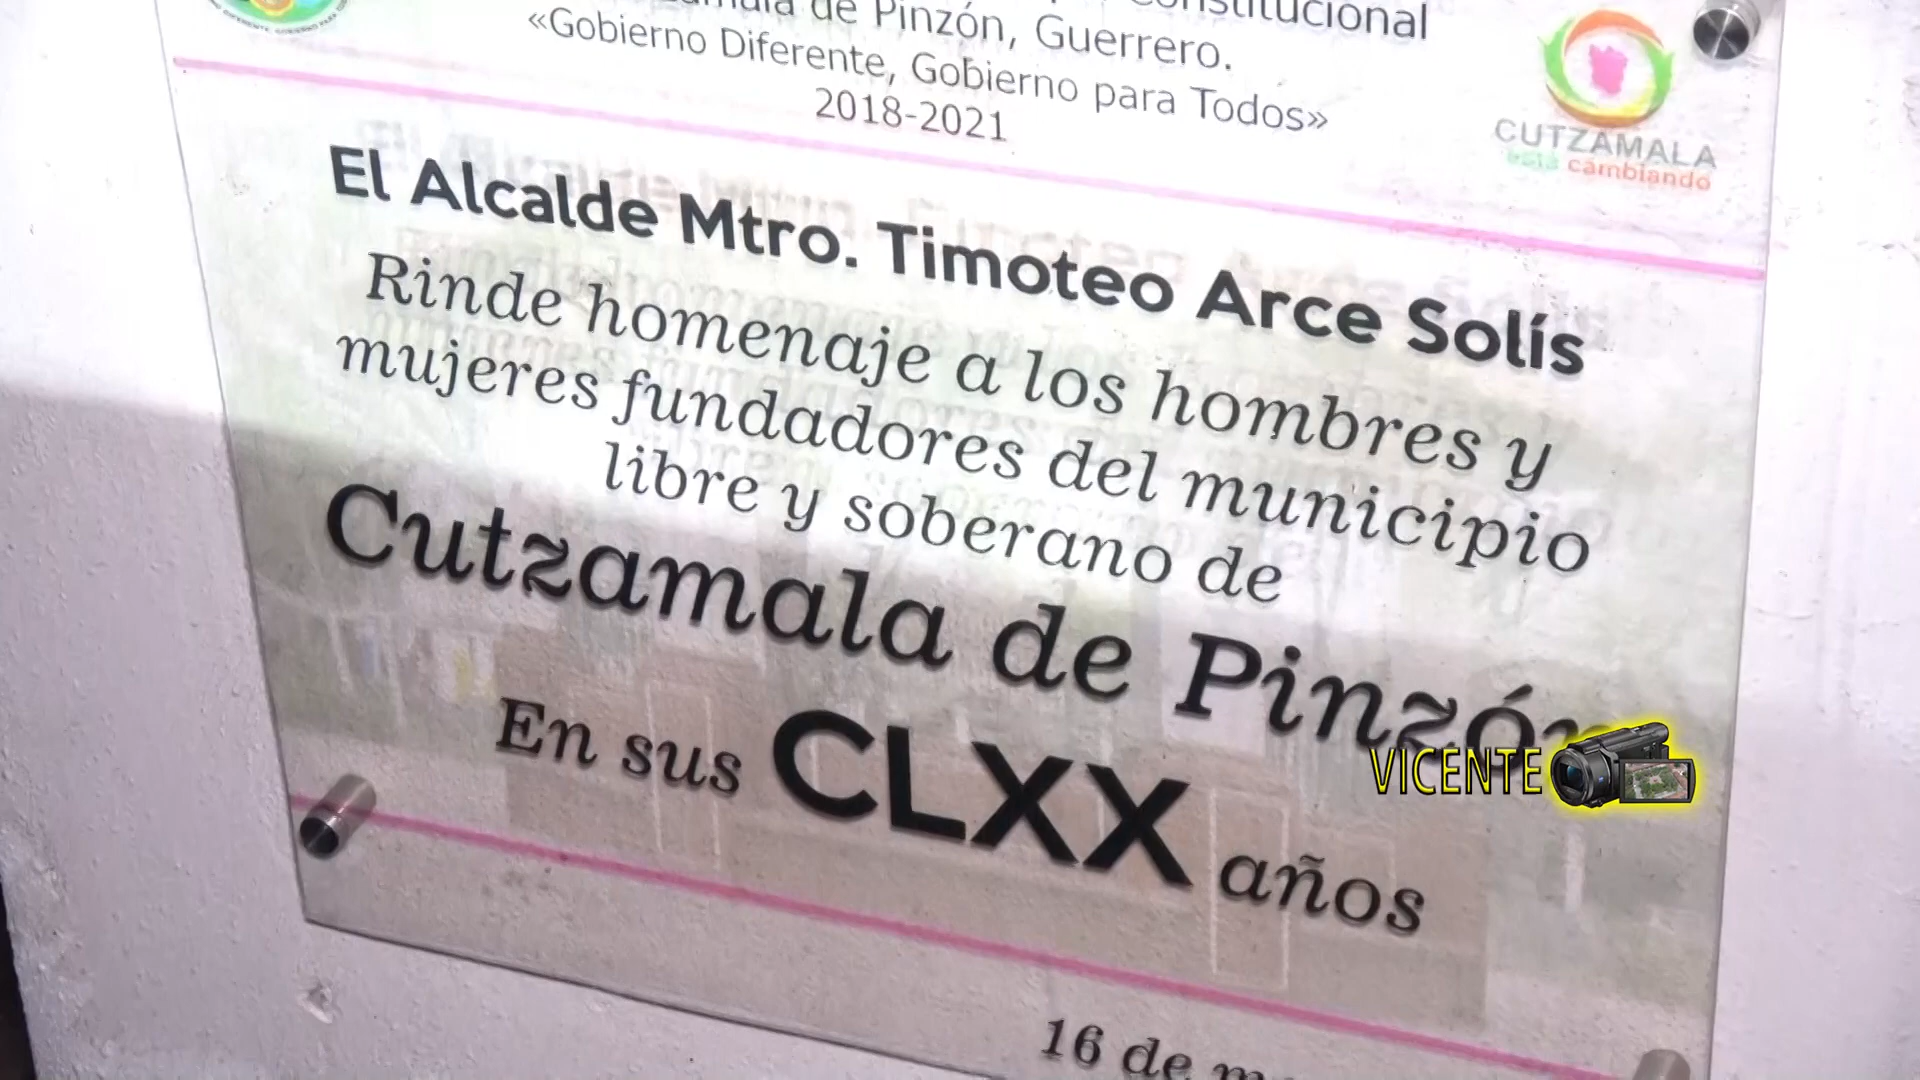 de Pinzón, Guerrero.
«Gobierno Diferente, Gobierno para Todos»
2018-2021
CUTZAMALA
está cambiando
El Alcalde Mtro. Timoteo Arce Solís
Rinde homenaje a los hombres y
mujeres fundadores del municipio
libre y soberano de
Cutzamala de Pinzón
En sus CLXX años
VICENTE
16 de